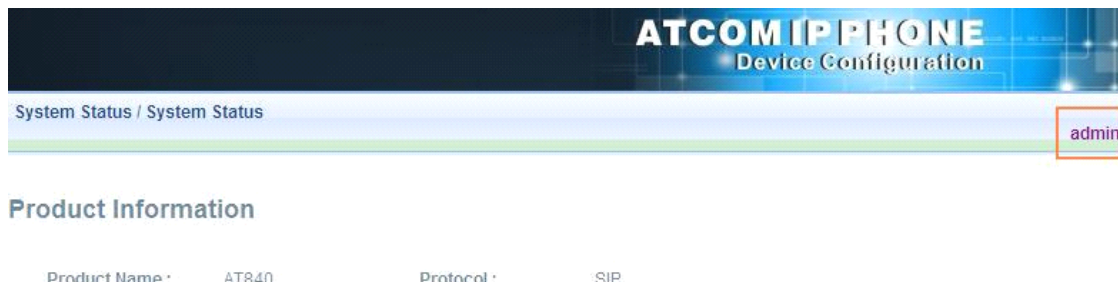 ATCOM IP PHONE
Device Configuration
System Status / System Status
admin
Product Information
Product Name : AT840 Protocol : SIP